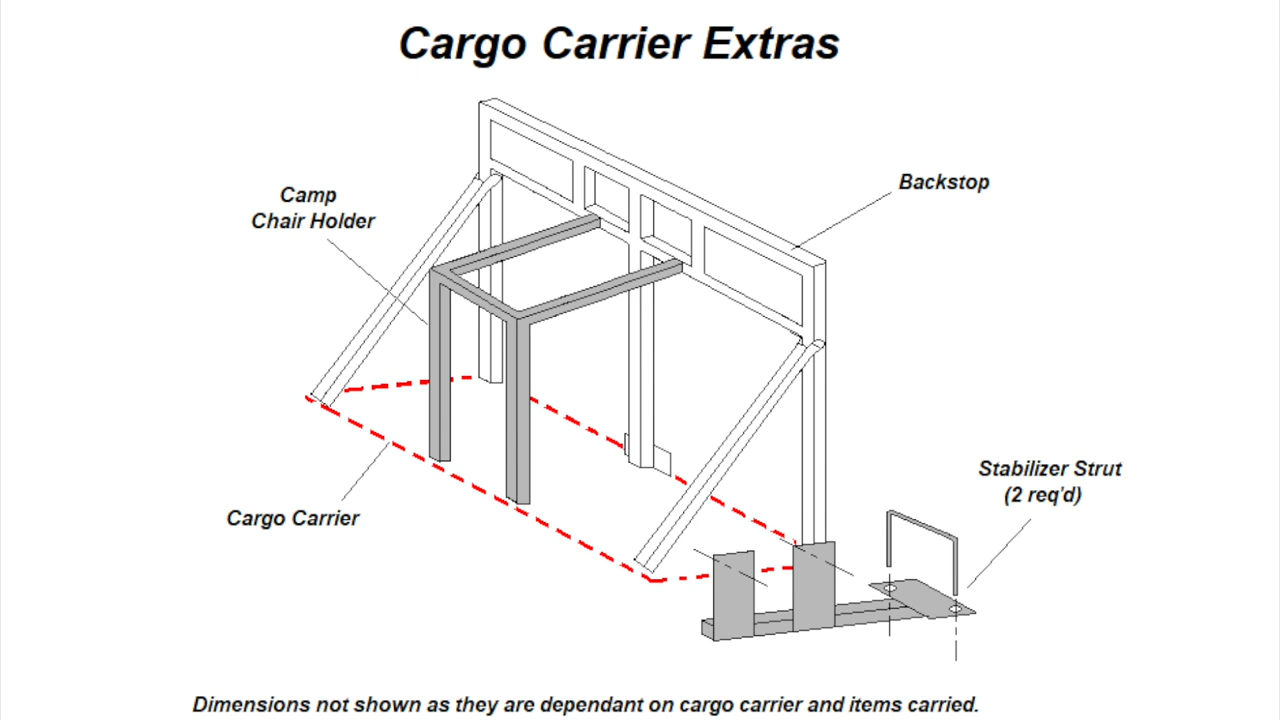 Cargo Carrier Extras
Backstop
Camp
Chair Holder
Stabilizer Strut
(2 req'd)
Cargo Carrier
Dimensions not shown as they are dependant on cargo carrier and items carried.